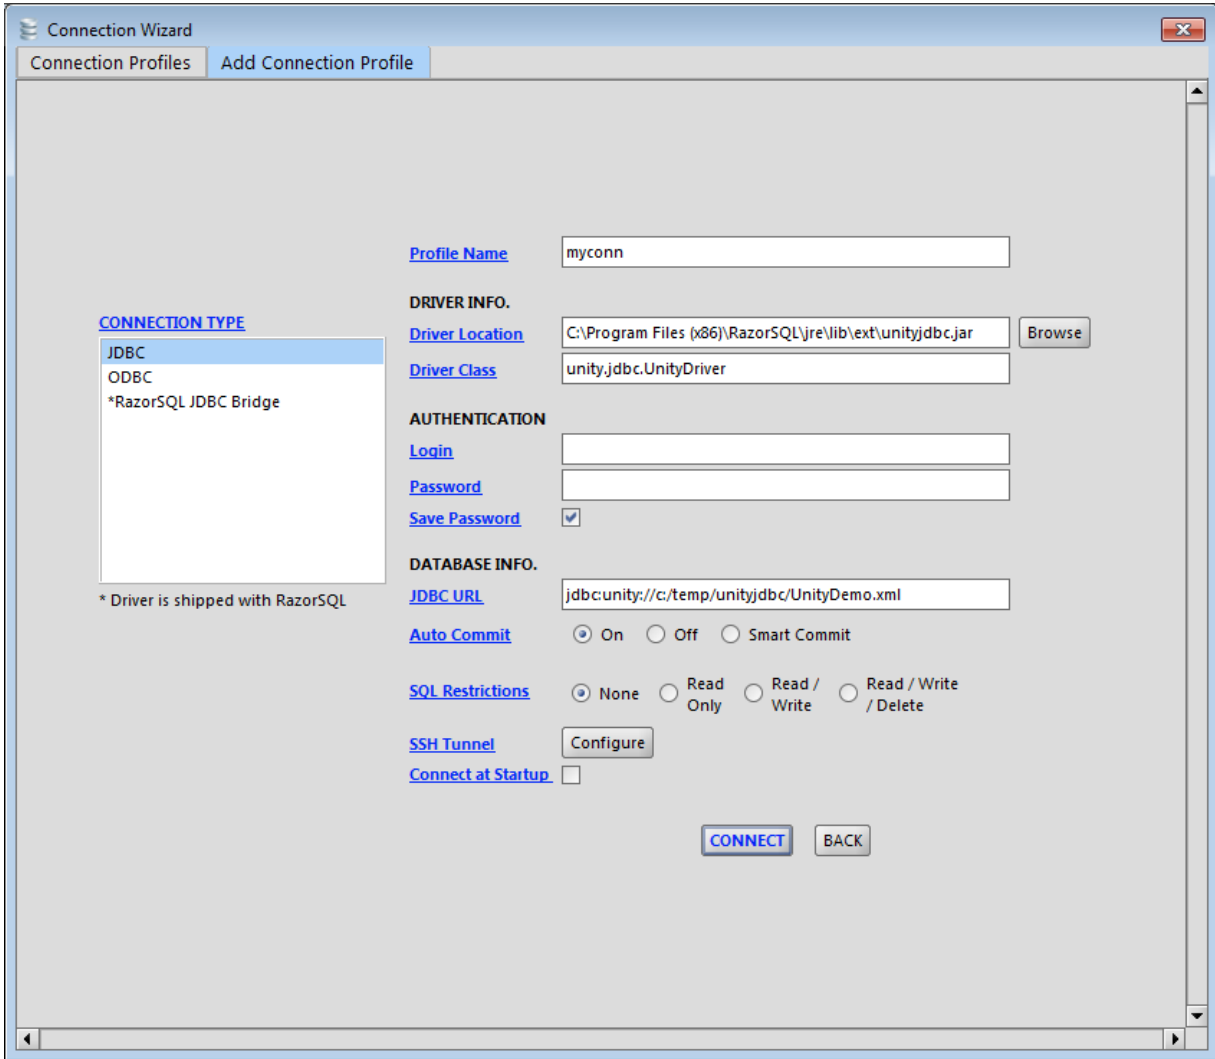 Connection Wizard
Connection Profiles Add Connection Profile
Profile Name myconn
DRIVER INFO.
CONNECTION TYPE
Driver Location C:\Program Files (x86)\RazorSQL\jre\lib\ext\unityjdbc.jar Browse
JDBC
Driver Class unity.jdbc.UnityDriver
ODBC
*RazorSQL JDBC Bridge
AUTHENTICATION
Login
Password
Save Password
DATABASE INFO.
* Driver is shipped with RazorSQL
JDBC URL jdbc:unity://c:/temp/unityjdbc/UnityDemo.xml
Auto Commit On Off Smart Commit
SQL Restrictions None Read Only Read / Write Read / Write / Delete
SSH Tunnel Configure
Connect at Startup
CONNECT BACK